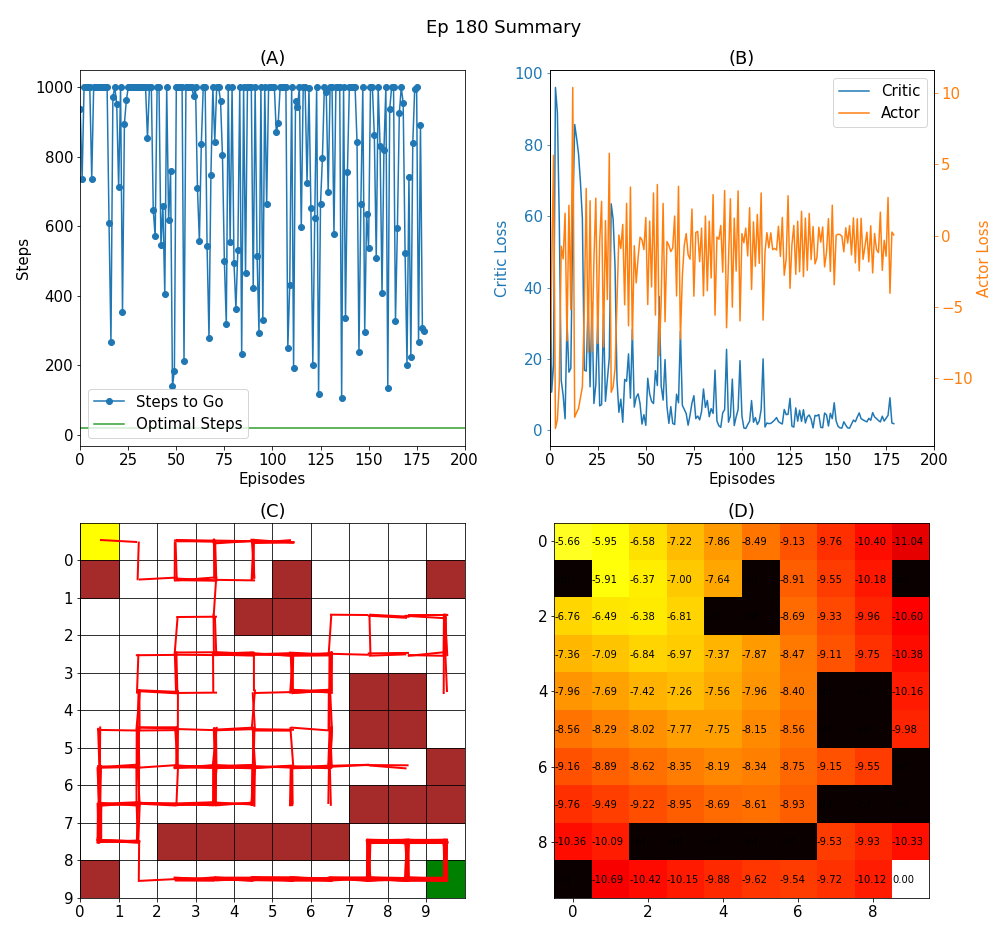 Ep 180 Summary
(A)
1000
800
600
400
200
0
Steps
0 25 50 75 100 125 150 175 200
Episodes
Steps to Go
Optimal Steps
(B)
100
80
60
40
20
0
Critic Loss
10
5
0
−5
−10
Actor Loss
0 25 50 75 100 125 150 175 200
Episodes
Critic
Actor
(C)
0
1
2
3
4
5
6
7
8
9
0 1 2 3 4 5 6 7 8 9
(D)
0
2
4
6
8
-5.66 -5.95 -6.58 -7.22 -7.86 -8.49 -9.13 -9.76 -10.40 -11.04
-5.91 -6.37 -7.00 -7.64 -8.91 -9.55 -10.18
-6.76 -6.49 -6.38 -6.81 -8.69 -9.33 -9.96 -10.60
-7.36 -7.09 -6.84 -6.97 -7.37 -7.87 -8.47 -9.11 -9.75 -10.38
-7.96 -7.69 -7.42 -7.26 -7.56 -7.96 -8.40 -10.16
-8.56 -8.29 -8.02 -7.77 -7.75 -8.15 -8.56 -9.98
-9.16 -8.89 -8.62 -8.35 -8.19 -8.34 -8.75 -9.15 -9.55
-9.76 -9.49 -9.22 -8.95 -8.69 -8.61 -8.93
-10.36 -10.09 -9.53 -9.93 -10.33
-10.69 -10.42 -10.15 -9.88 -9.62 -9.54 -9.72 -10.12 0.00
0 2 4 6 8